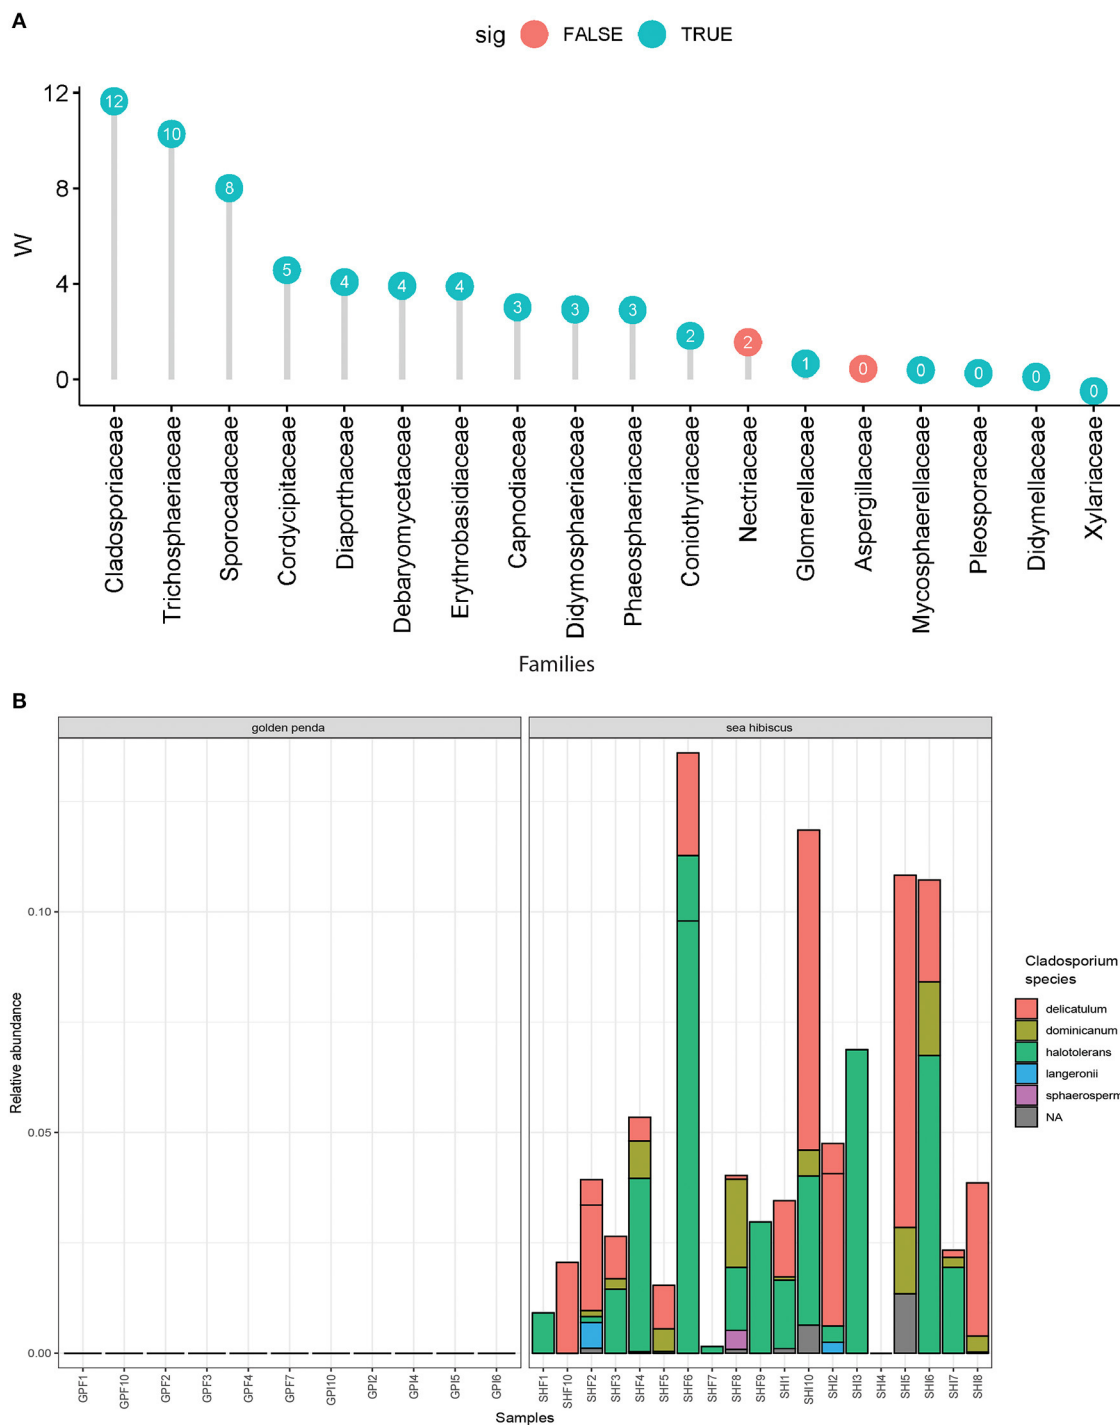 A
sig FALSE TRUE
12
8
4
0
W
12 10 8 5 4 4 4 3 3 3 2 2 1 0 0 0 0 0
Cladosporiaceae
Trichosphaeriaceae
Sporocadaceae
Cordycipitaceae
Diaporthaceae
Debaryomycetaceae
Erythrobasidiaceae
Capnodiaceae
Didymosphaeriaceae
Phaeosphaeriaceae
Coniothyriaceae
Nectriaceae
Glomerellaceae
Aspergillaceae
Mycosphaerellaceae
Pleosporaceae
Didymellaceae
Xylariaceae
Families
B
golden penda
sea hibiscus
0.10
0.05
0.00
Relative abundance
GPF1
GPF10
GPF2
GPF3
GPF4
GPF7
GPI10
GPI2
GPI4
GPI5
GPI6
SHF1
SHF10
SHF2
SHF3
SHF4
SHF5
SHF6
SHF7
SHF8
SHF9
SHI1
SHI10
SHI2
SHI3
SHI4
SHI5
SHI6
SHI7
SHI8
Samples
Cladosporium
species
delicatulum
dominicanum
halotolerans
langeronii
sphaerosperm
NA